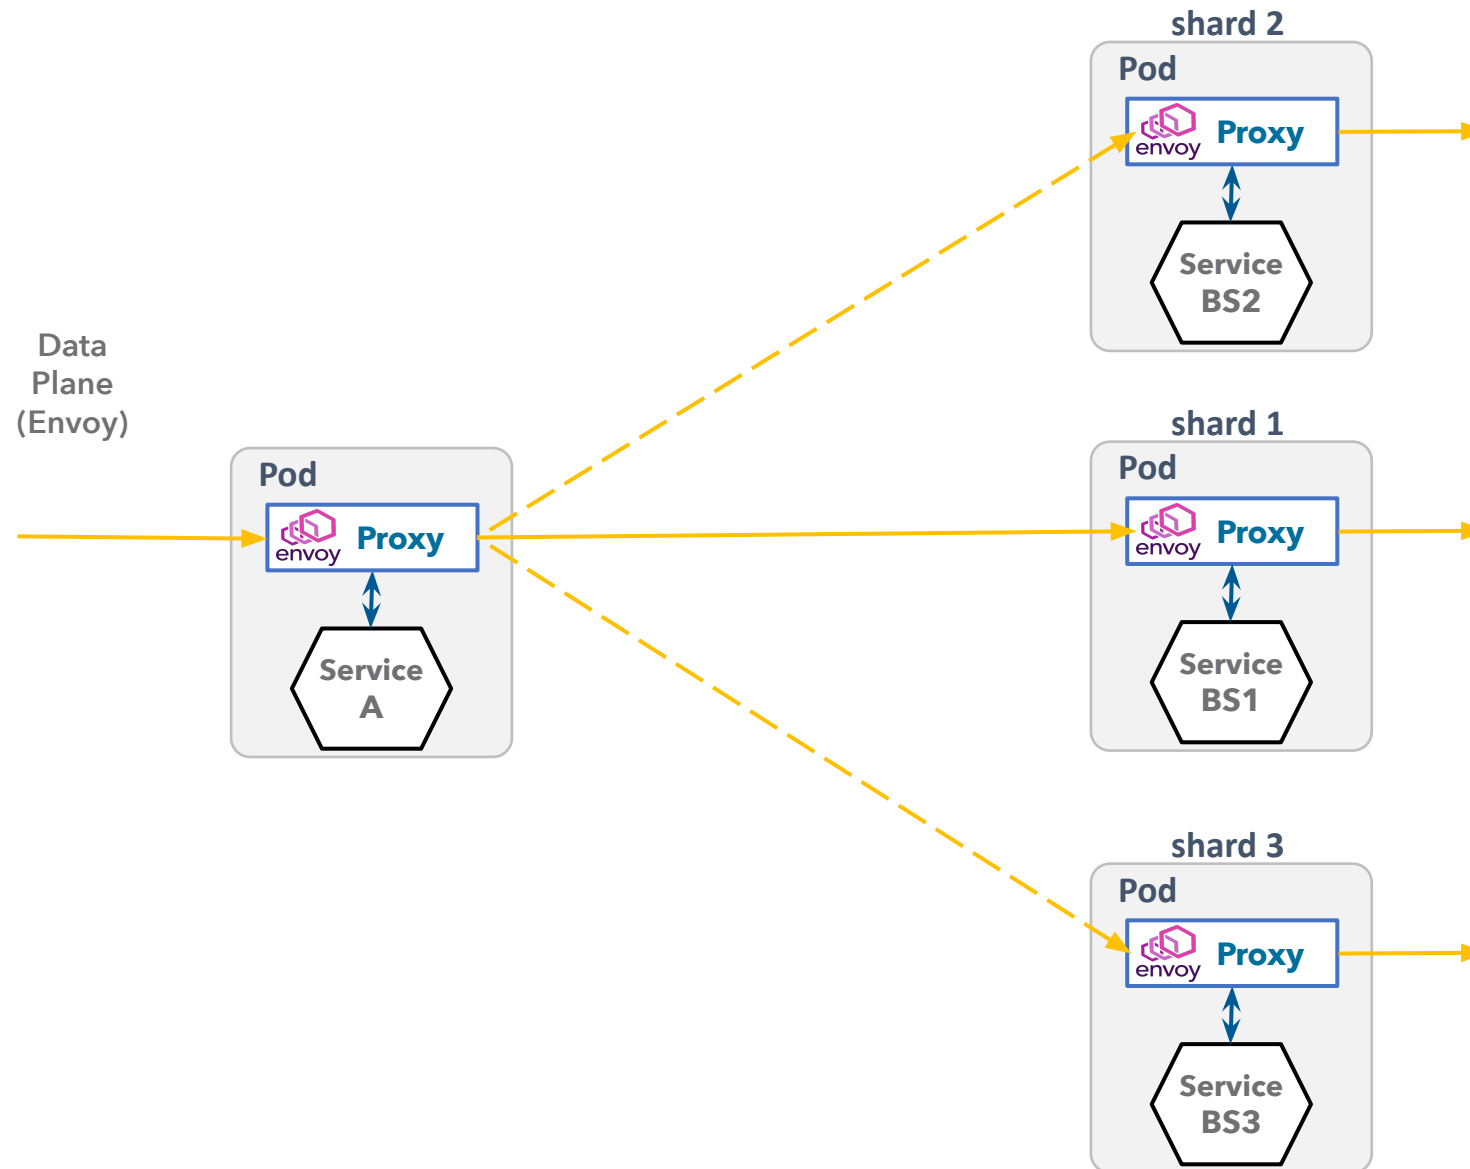 shard 2
Pod
envoy Proxy
Service
BS2
Data
Plane
(Envoy)
shard 1
Pod
envoy Proxy
Service
A
Pod
envoy Proxy
Service
BS1
shard 3
Pod
envoy Proxy
Service
BS3